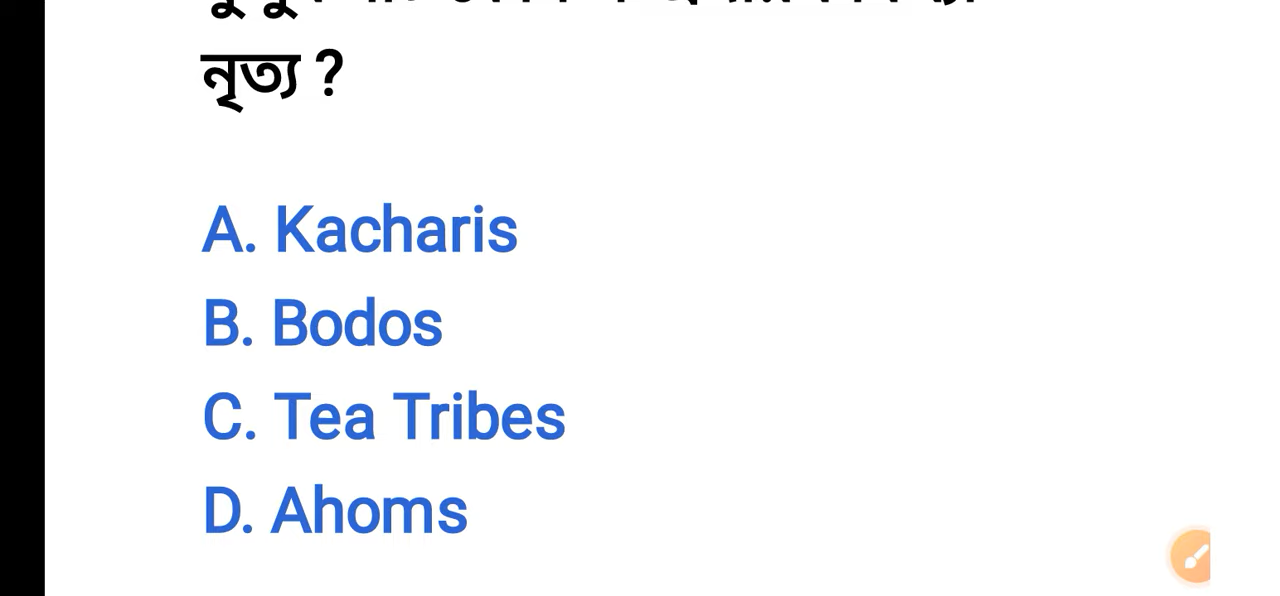 নৃত্য ?
A. Kacharis
B. Bodos
C. Tea Tribes
D. Ahoms